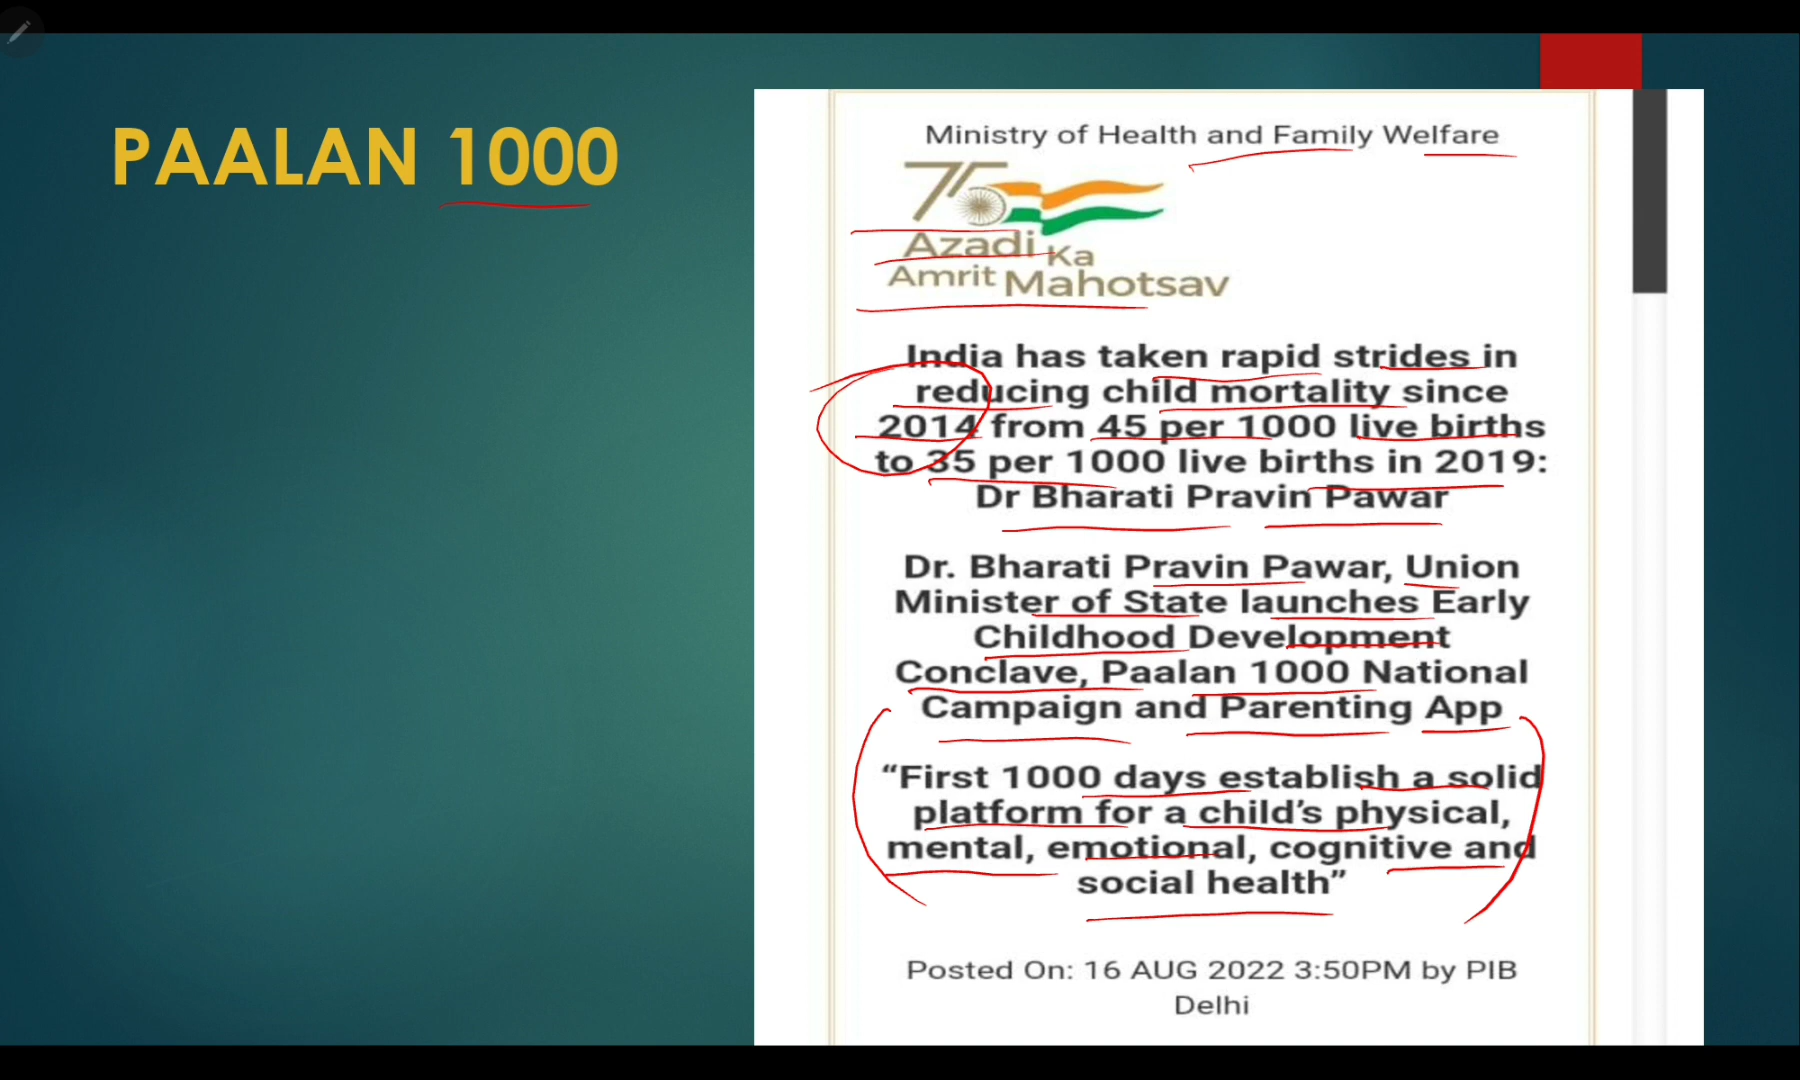 PAALAN 1000
Ministry of Health and Family Welfare
75
Azadi Ka
Amrit Mahotsav
India has taken rapid strides in
reducing child mortality since
2014 from 45 per 1000 live births
to 35 per 1000 live births in 2019:
Dr Bharati Pravin Pawar
Dr. Bharati Pravin Pawar, Union
Minister of State launches Early
Childhood Development
Conclave, Paalan 1000 National
Campaign and Parenting App
“First 1000 days establish a solid
platform for a child’s physical,
mental, emotional, cognitive and
social health”
Posted On: 16 AUG 2022 3:50PM by PIB
Delhi